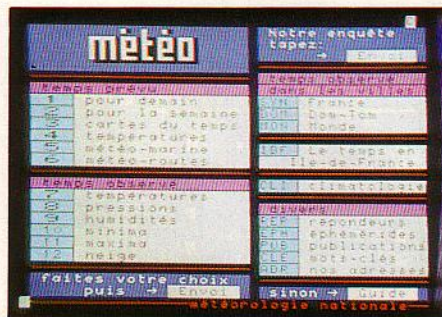 météo
temps prévu
1 pour demain
2 pour la semaine
3 cartes du temps
4 températures
5 météo-marine
6 météo-routes
temps observé
7 températures
8 pressions
9 humidités
10 minima
11 maxima
12 neige
faites votre choix
puis → Envoi
Notre enquête
tapez:
→ Envoi
temps observé
dans les villes
SYN France
DOM Dom-Tom
MON Monde
IDF Le temps en
Ile-de-France
CLI climatologie
divers
REP répondeurs
EPH éphémérides
PUB publications
CLE mots-clés
ADR nos adresses
sinon → Guide
météorologie nationale